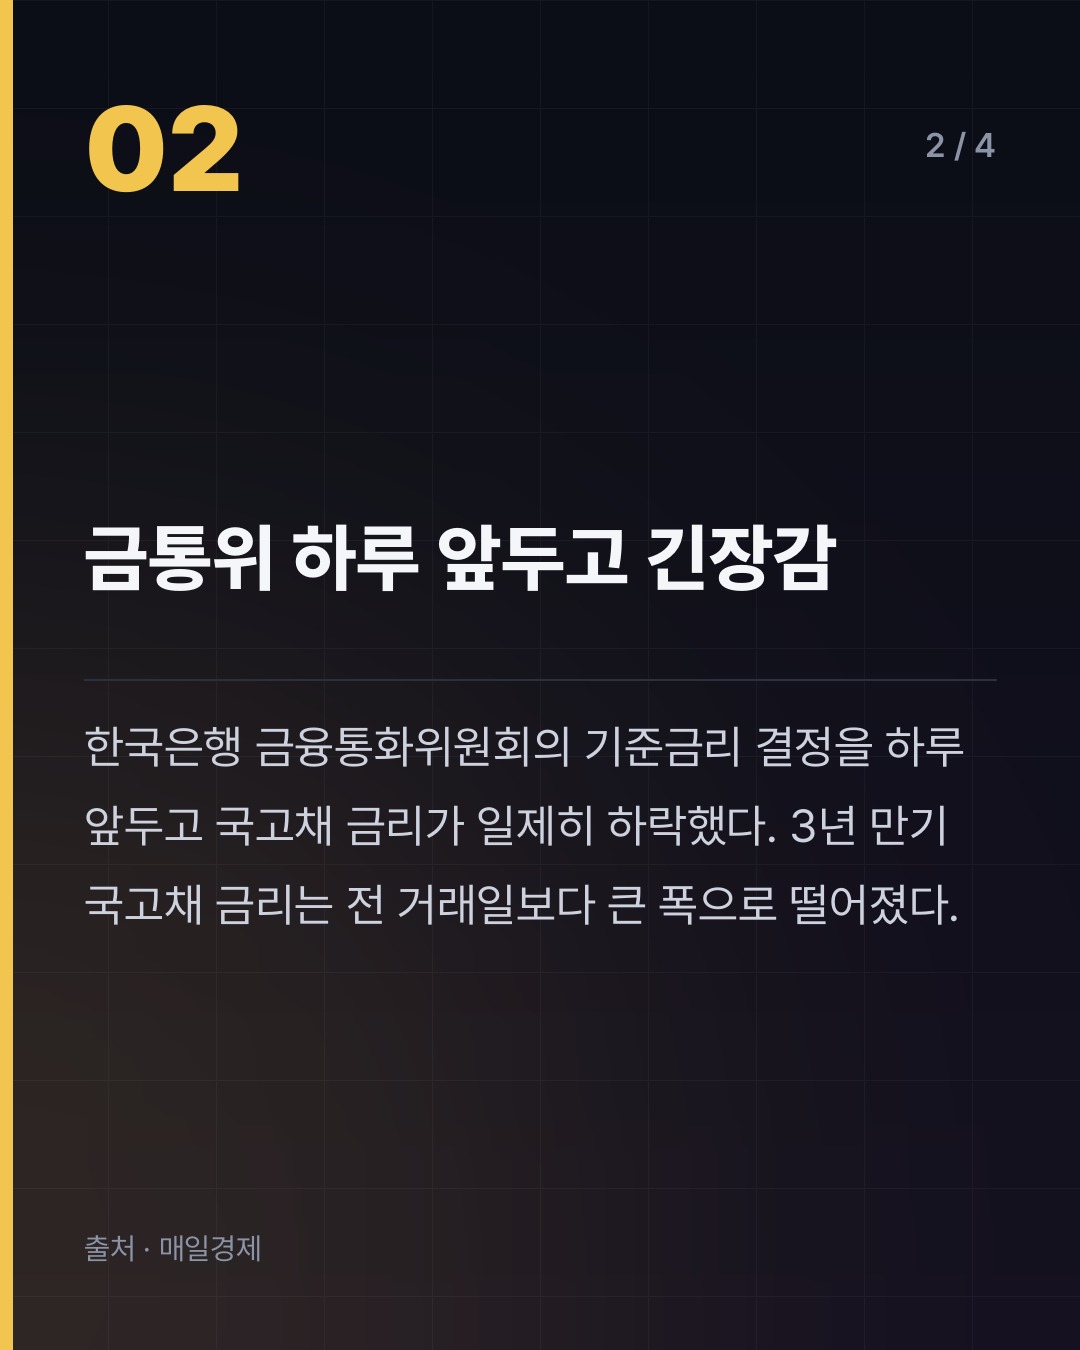 02
2 / 4
금통위 하루 앞두고 긴장감
한국은행 금융통화위원회의 기준금리 결정을 하루
앞두고 국고채 금리가 일제히 하락했다. 3년 만기
국고채 금리는 전 거래일보다 큰 폭으로 떨어졌다.
출처 · 매일경제